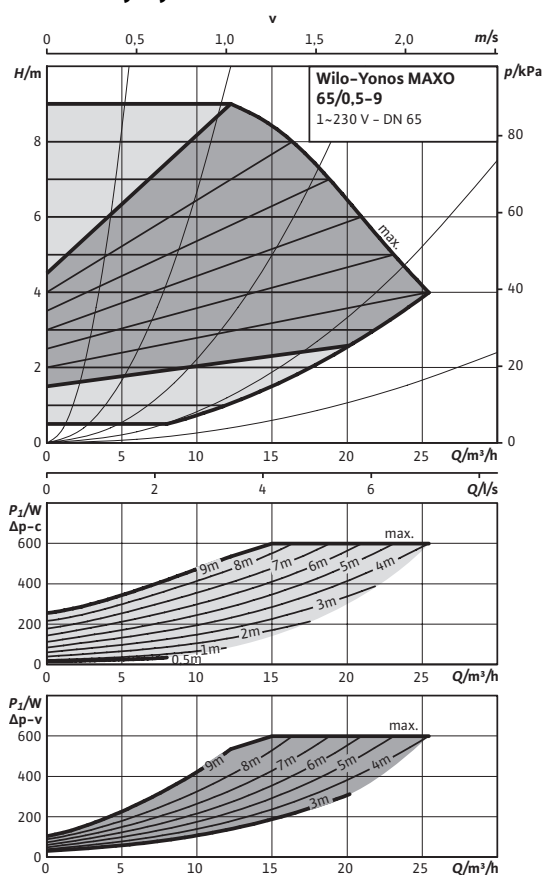 v
0 0,5 1,0 1,5 2,0 m/s
H/m p/kPa
Wilo-Yonos MAXO
65/0,5-9
1~230 V - DN 65
8 80
6 60
max.
4 40
2 20
0 0
0 5 10 15 20 25 Q/m³/h
0 2 4 6 Q/l/s
P1/W
Δp-c
max.
600
9m 8m 7m 6m 5m 4m
400
3m
200
2m
1m
0.5m
0
0 5 10 15 20 25 Q/m³/h
P1/W
Δp-v
max.
600
9m 8m 7m 6m 5m 4m
400
3m
200
0
0 5 10 15 20 25 Q/m³/h